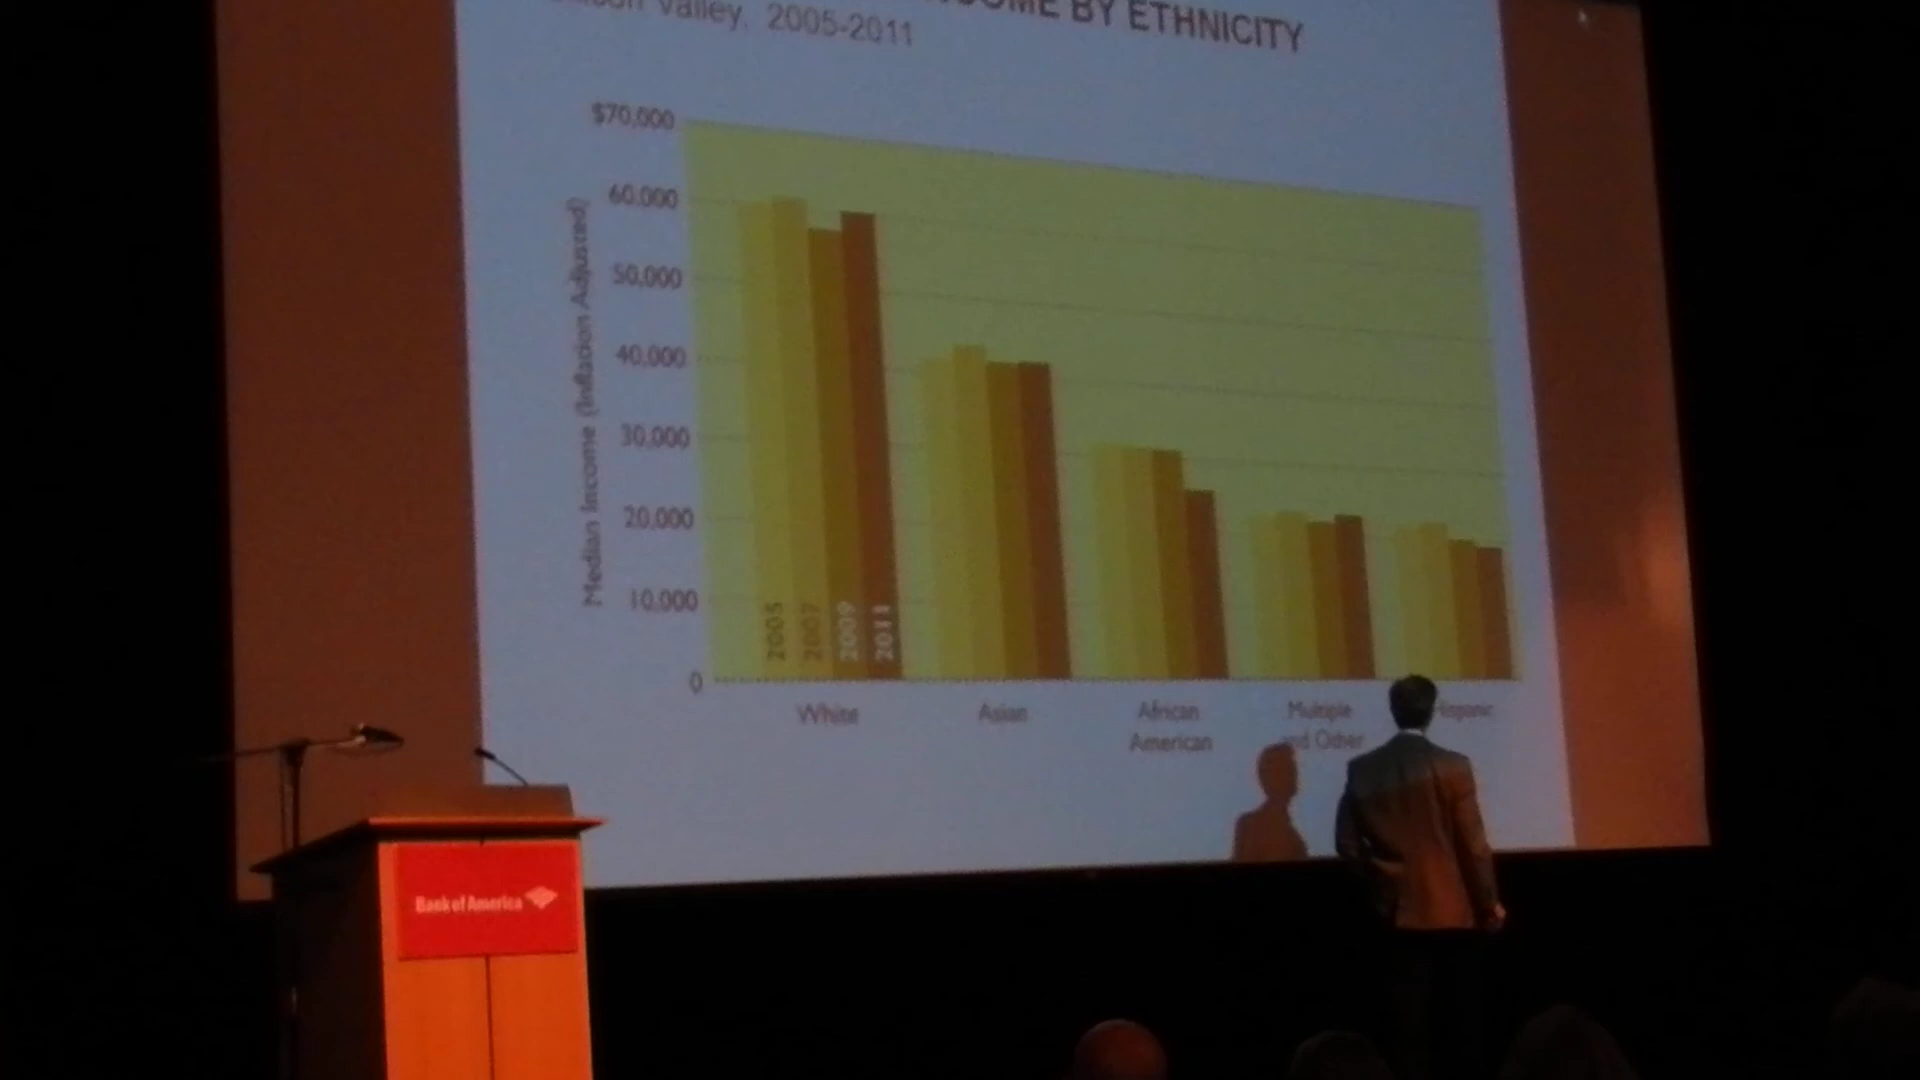 COME BY ETHNICITY
Valley, 2005-2011
$70,000
60,000
50,000
40,000
30,000
20,000
10,000
0
Median Income (Inflation Adjusted)
2005
2007
2009
2011
White
Asian
African
American
Multiple
and Other
Hispanic
Bank of America